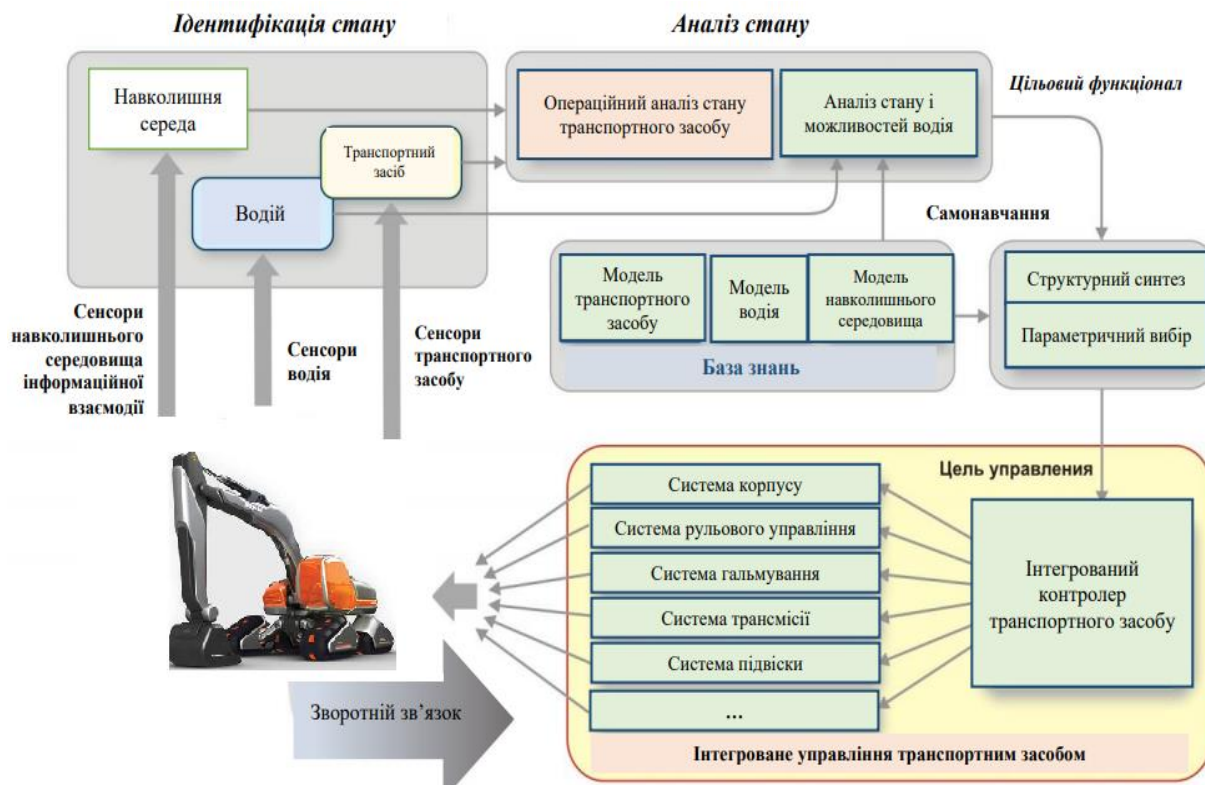 Ідентифікація стану
Аналіз стану
Навколишня
середа
Транспортний
засіб
Водій
Операційний аналіз стану
транспортного засобу
Аналіз стану і
можливостей водія
Цільовий функціонал
Самонавчання
Сенсори
навколишнього
середовища
інформаційної
взаємодії
Сенсори
водія
Сенсори
транспортного
засобу
Модель
транспортного
засобу
Модель
водія
Модель
навколишнього
середовища
База знань
Структурний синтез
Параметричний вибір
Цель управления
Система корпусу
Система рульового управління
Система гальмування
Система трансмісії
Система підвіски
...
Інтегрований
контролер
транспортного засобу
Зворотній зв’язок
Інтегроване управління транспортним засобом